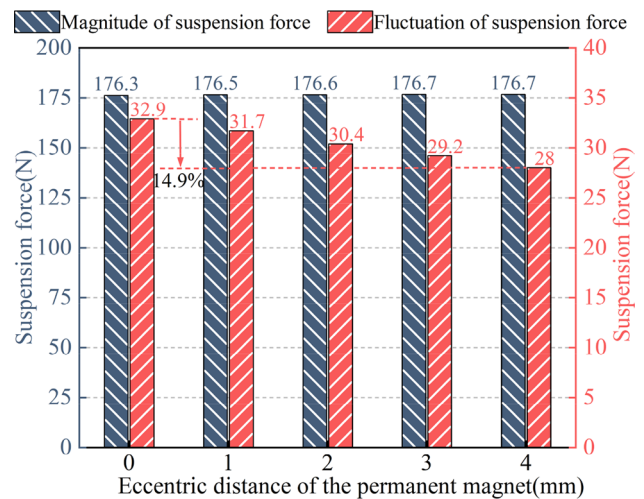 Magnitude of suspension force Fluctuation of suspension force
200 40
176.3 176.5 176.6 176.7 176.7
175 35
32.9 31.7 30.4 29.2 28
150 30
14.9%
125 25
100 20
75 15
50 10
25 5
0 0
Suspension force(N)
Suspension force(N)
0 1 2 3 4
Eccentric distance of the permanent magnet(mm)